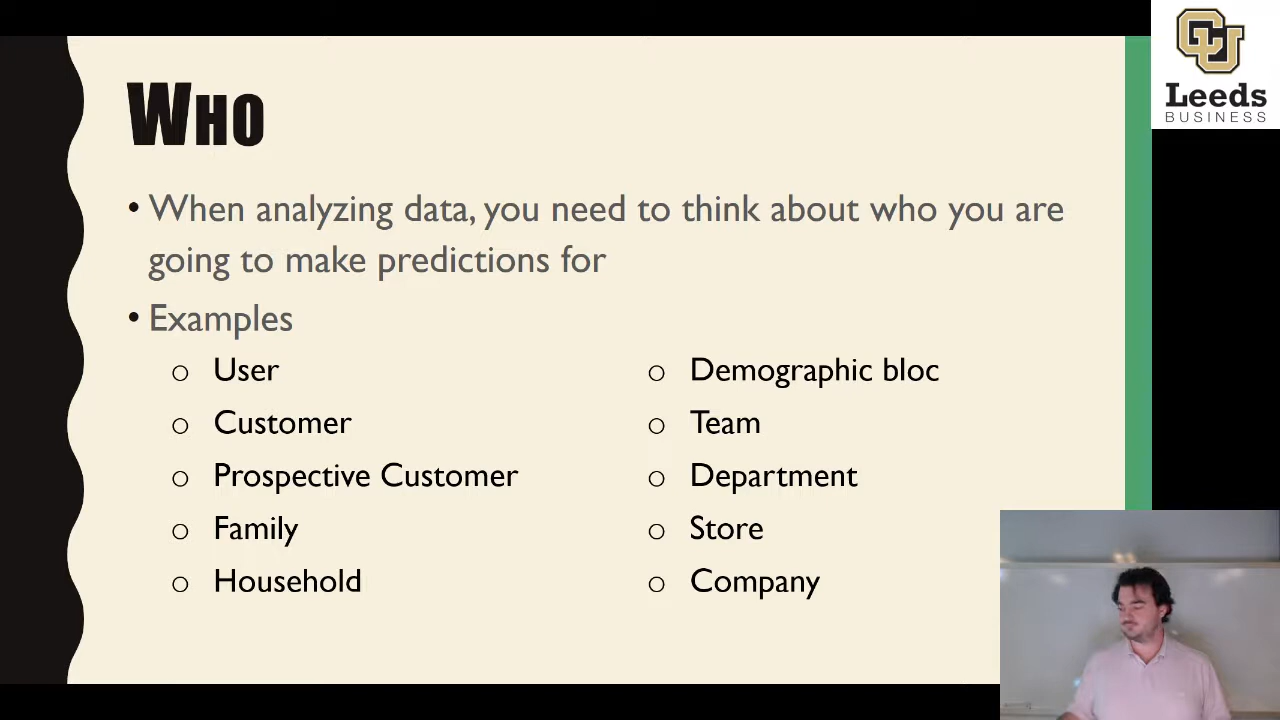 WHO
• When analyzing data, you need to think about who you are
going to make predictions for
• Examples
o User
o Customer
o Prospective Customer
o Family
o Household
o Demographic bloc
o Team
o Department
o Store
o Company
CU
Leeds
BUSINESS